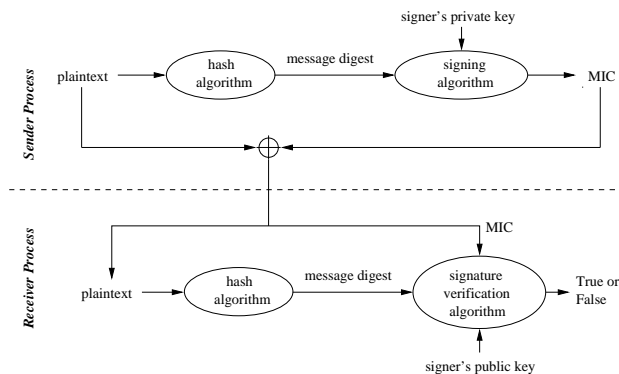 signer's private key
Sender Process
plaintext
hash
algorithm
message digest
signing
algorithm
MIC
Receiver Process
MIC
plaintext
hash
algorithm
message digest
signature
verification
algorithm
True or
False
signer's public key